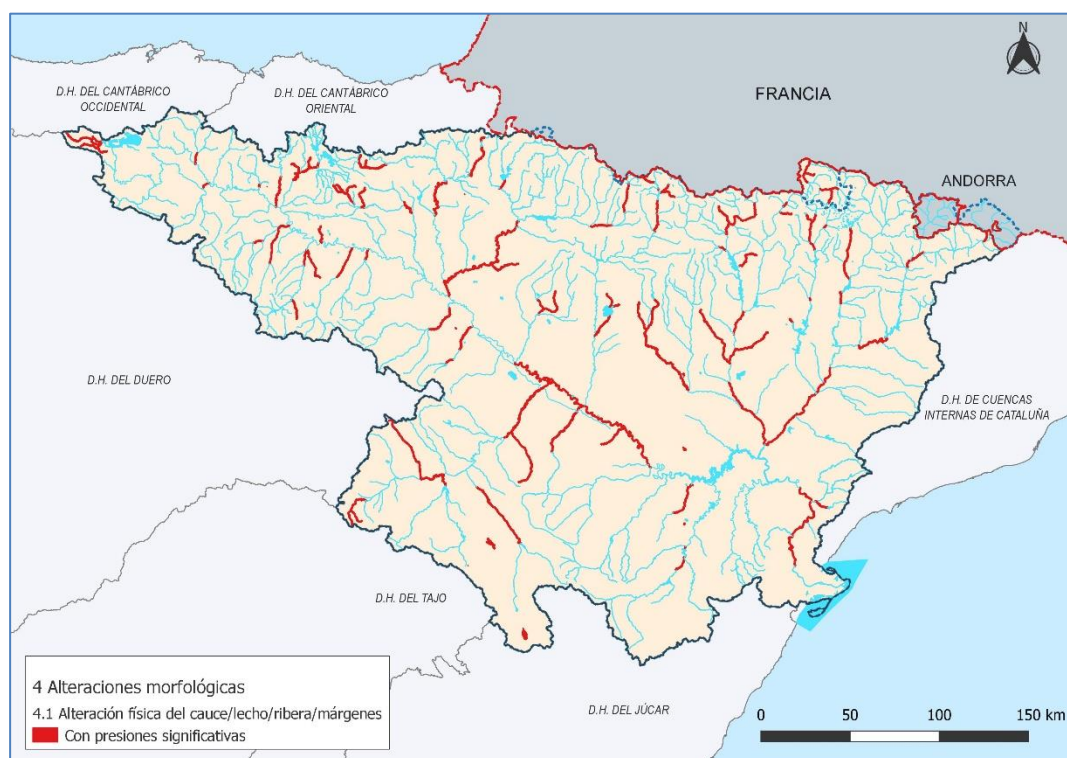 N
D.H. DEL CANTÁBRICO
OCCIDENTAL
D.H. DEL CANTÁBRICO
ORIENTAL
FRANCIA
ANDORRA
D.H. DEL DUERO
D.H. DE CUENCAS
INTERNAS DE CATALUÑA
D.H. DEL TAJO
D.H. DEL JÚCAR
4 Alteraciones morfológicas
4.1 Alteración física del cauce/lecho/ribera/márgenes
Con presiones significativas
0 50 100 150 km